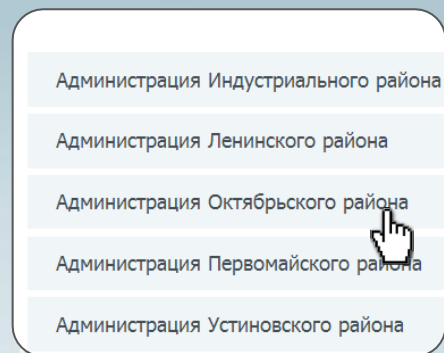 Администрация Индустриального района
Администрация Ленинского района
Администрация Октябрьского района
Администрация Первомайского района
Администрация Устиновского района